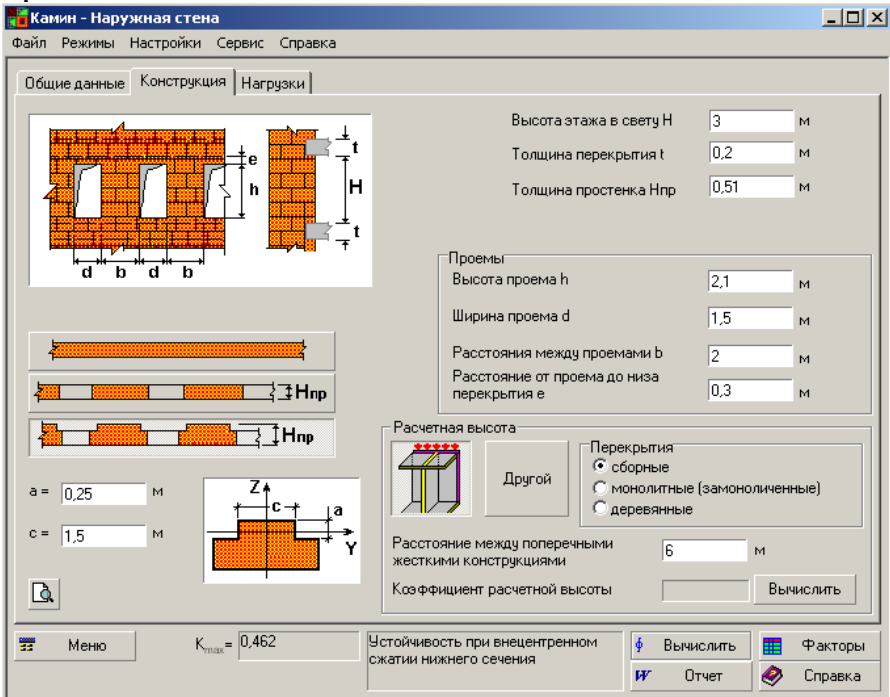 Камин - Наружная стена
Файл Режимы Настройки Сервис Справка
Общие данные Конструкция Нагрузки
e
h
t
H
t
d b d b
Высота этажа в свету H 3 м
Толщина перекрытия t 0,2 м
Толщина простенка Нпр 0,51 м
Проемы
Высота проема h 2,1 м
Ширина проема d 1,5 м
Расстояния между проемами b 2 м
Расстояние от проема до низа
перекрытия e 0,3 м
Нпр
Нпр
a = 0,25 м
c = 1,5 м
Z
c
a
Y
Расчетная высота
Другой
Перекрытия
сборные
монолитные (замоноличенные)
деревянные
Расстояние между поперечными
жесткими конструкциями 6 м
Коэффициент расчетной высоты Вычислить
Меню
Kmax= 0,462
Устойчивость при внецентренном
сжатии нижнего сечения
Вычислить Факторы
W Отчет Справка